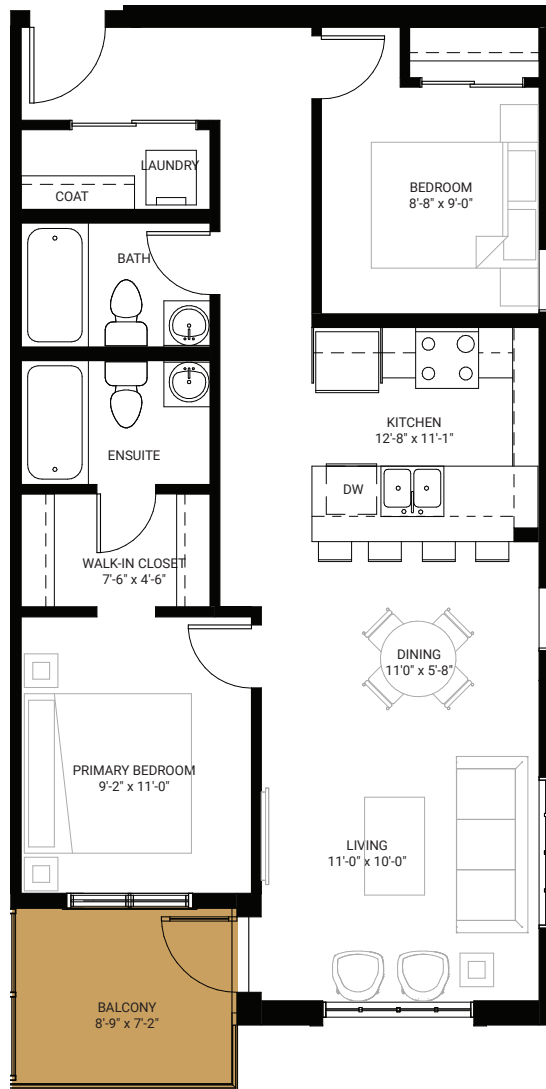 LAUNDRY
COAT
BEDROOM
8'-8" x 9'-0"
BATH
KITCHEN
12'-8" x 11'-1"
ENSUITE
DW
WALK-IN CLOSET
7'-6" x 4'-6"
DINING
11'0" x 5'-8"
PRIMARY BEDROOM
9'-2" x 11'-0"
LIVING
11'-0" x 10'-0"
BALCONY
8'-9" x 7'-2"